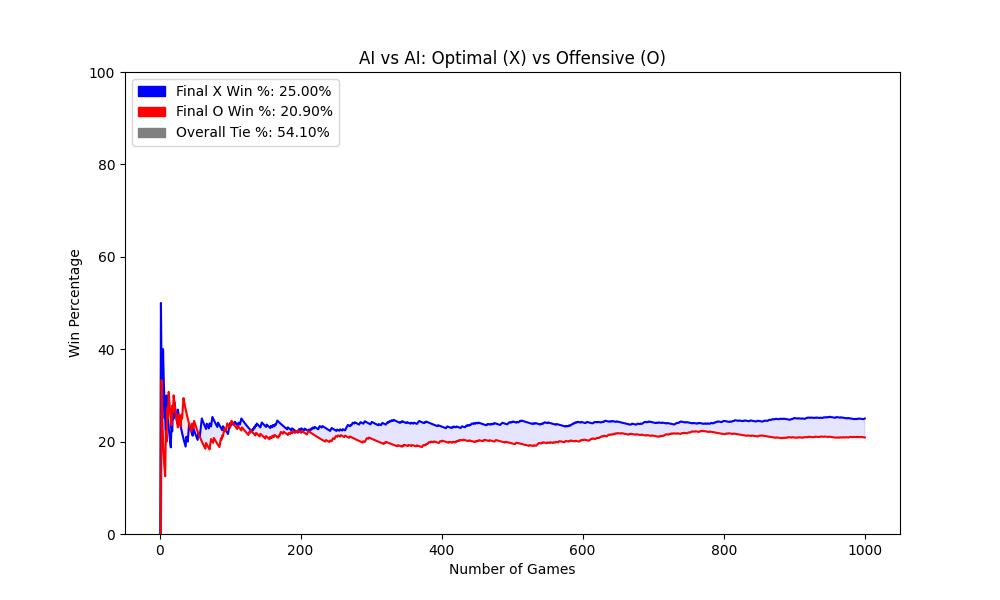 AI vs AI: Optimal (X) vs Offensive (O)
Final X Win %: 25.00%
Final O Win %: 20.90%
Overall Tie %: 54.10%
Win Percentage
100
80
60
40
20
0
0 200 400 600 800 1000
Number of Games